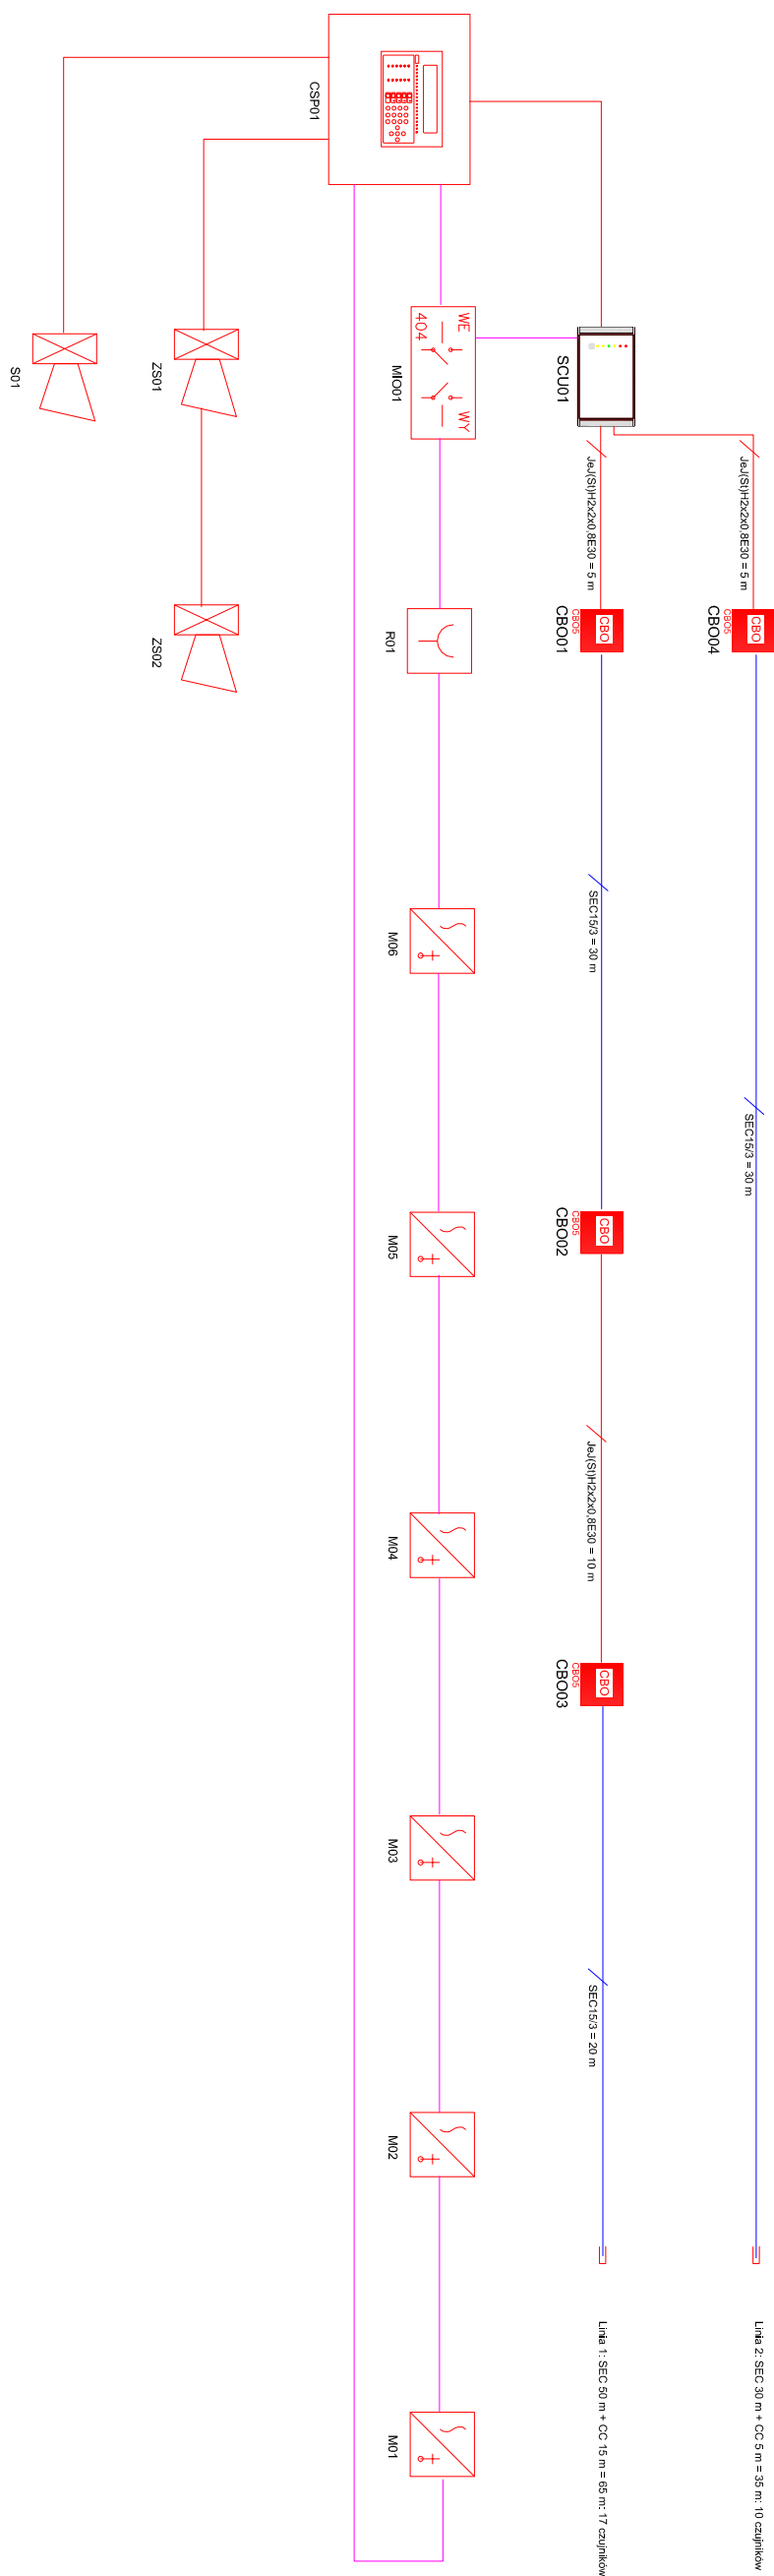 CSP01
S01
ZS01
ZS02
WE
404
WY
MIO01
SCU01
JeJ(St)H2x2x0,8E30 = 5 m
JeJ(St)H2x2x0,8E30 = 5 m
CBO
CBO5
CBO04
CBO
CBO5
CBO01
R01
SEC15/3 = 30 m
SEC15/3 = 30 m
M06
CBO
CBO5
CBO02
M05
JeJ(St)H2x2x0,8E30 = 10 m
M04
CBO
CBO5
CBO03
M03
SEC15/3 = 20 m
M02
M01
Linia 2: SEC 30 m + CC 5 m = 35 m: 10 czujników
Linia 1: SEC 50 m + CC 15 m = 65 m: 17 czujników